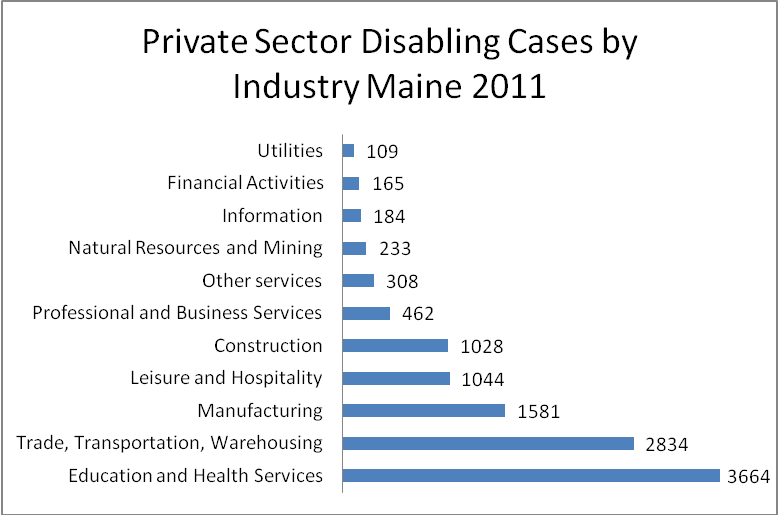 Private Sector Disabling Cases by
Industry Maine 2011
Utilities 109
Financial Activities 165
Information 184
Natural Resources and Mining 233
Other services 308
Professional and Business Services 462
Construction 1028
Leisure and Hospitality 1044
Manufacturing 1581
Trade, Transportation, Warehousing 2834
Education and Health Services 3664